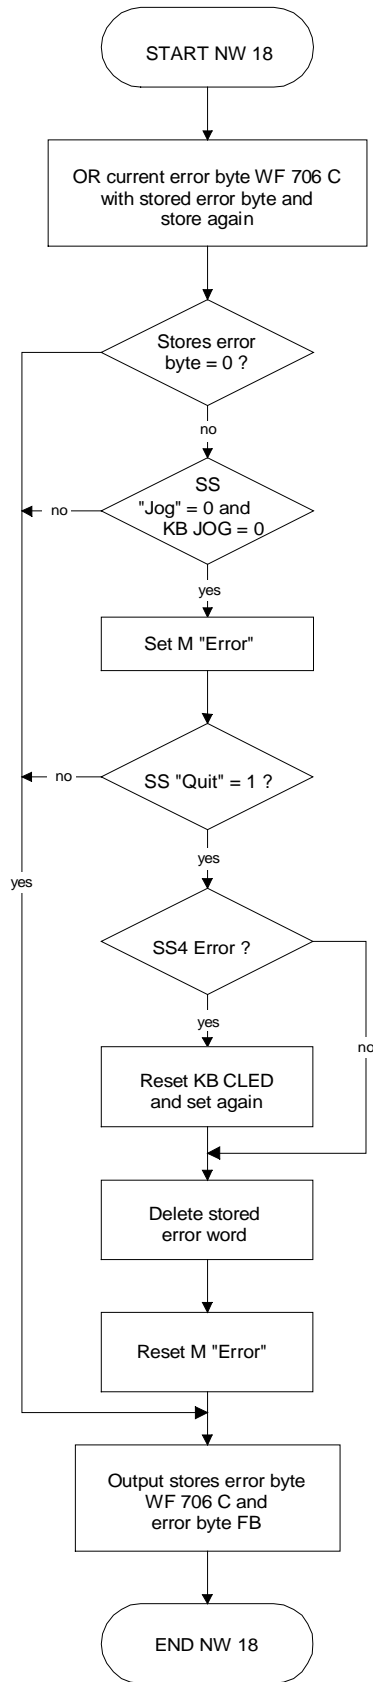 START NW 18
OR current error byte WF 706 C
with stored error byte and
store again
Stores error
byte = 0 ?
no
SS
"Jog" = 0 and
KB JOG = 0
no
yes
Set M "Error"
SS "Quit" = 1 ?
no
yes
yes
SS4 Error ?
yes
no
Reset KB CLED
and set again
Delete stored
error word
Reset M "Error"
Output stores error byte
WF 706 C and
error byte FB
END NW 18